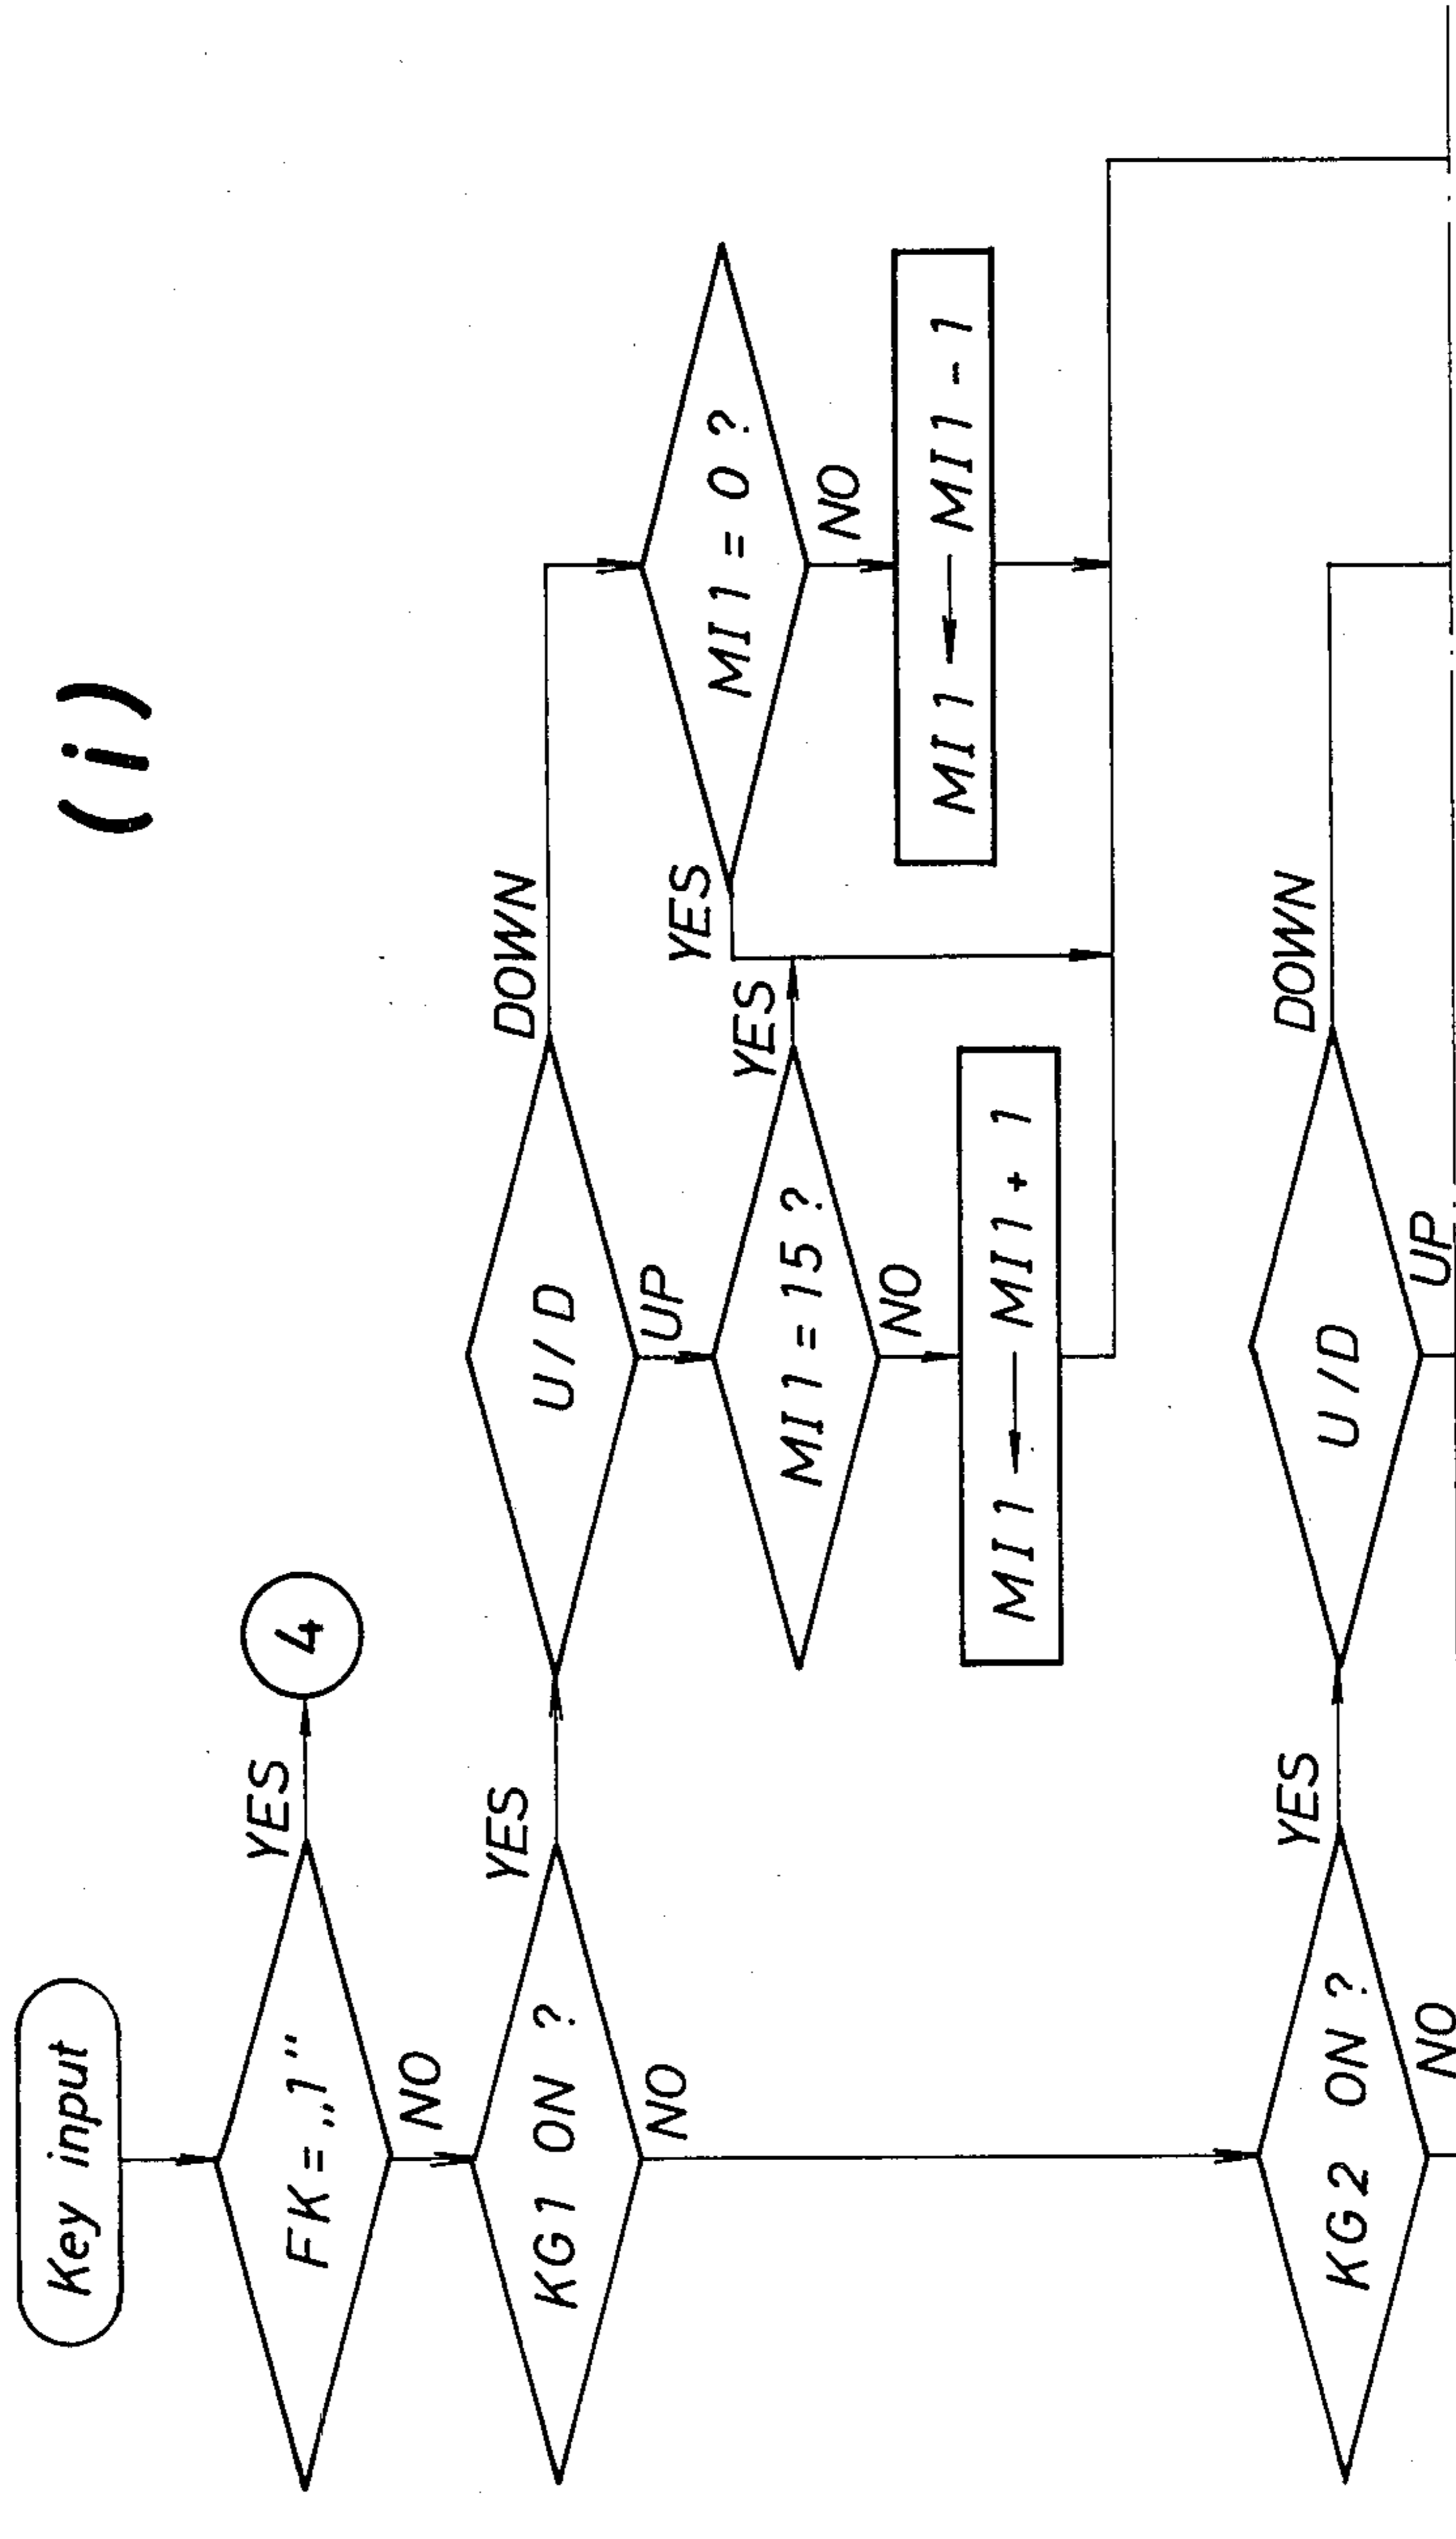 (i)
Key input
FK = „1"
YES
4
NO
KG1 ON ?
YES
U/D
DOWN
UP
MI1 = 0 ?
YES
NO
MI1 = 15 ?
YES
NO
MI1 ← MI1 - 1
MI1 ← MI1 + 1
NO
KG2 ON ?
YES
U/D
DOWN
UP
NO